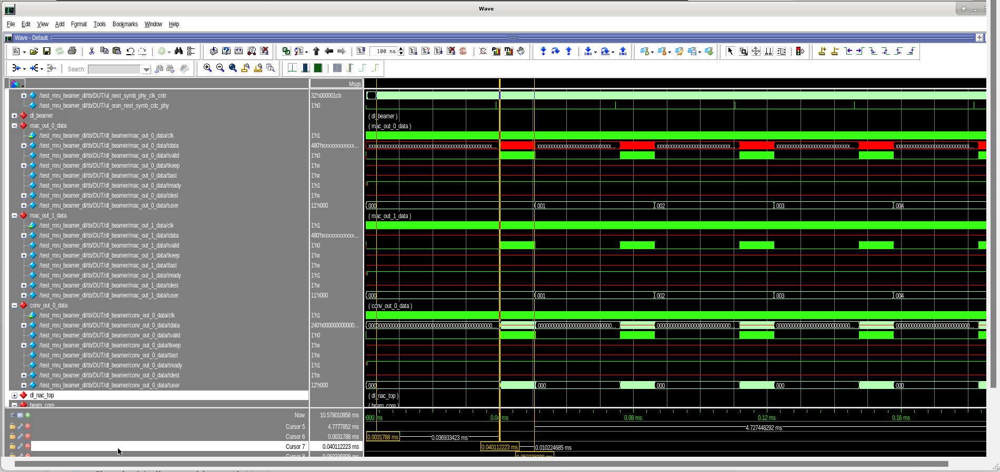 Wave
File Edit View Add Format Tools Bookmarks Window Help
Wave - Default
100 ns
Search:
Msgs
/test_mru_beamer_dl/tb/DUT/ul_next_symb_phy_clk_cntr 32'h000001cb
/test_mru_beamer_dl/tb/DUT/ul_oran_next_symb_cdc_phy 1'h0
dl_beamer ( dl_beamer )
mac_out_0_data ( mac_out_0_data )
/test_mru_beamer_dl/tb/DUT/dl_beamer/mac_out_0_data/clk 1'h1
/test_mru_beamer_dl/tb/DUT/dl_beamer/mac_out_0_data/tdata 480'hxxxxxxxxxxxx...
/test_mru_beamer_dl/tb/DUT/dl_beamer/mac_out_0_data/tvalid 1'h0
/test_mru_beamer_dl/tb/DUT/dl_beamer/mac_out_0_data/tkeep 1'hx
/test_mru_beamer_dl/tb/DUT/dl_beamer/mac_out_0_data/tlast 1'hx
/test_mru_beamer_dl/tb/DUT/dl_beamer/mac_out_0_data/tready 1'h1
/test_mru_beamer_dl/tb/DUT/dl_beamer/mac_out_0_data/tdest 1'hx
/test_mru_beamer_dl/tb/DUT/dl_beamer/mac_out_0_data/tuser 11'h000 000 001 002 003 004
mac_out_1_data ( mac_out_1_data )
/test_mru_beamer_dl/tb/DUT/dl_beamer/mac_out_1_data/clk 1'h1
/test_mru_beamer_dl/tb/DUT/dl_beamer/mac_out_1_data/tdata 480'hxxxxxxxxxxxx...
/test_mru_beamer_dl/tb/DUT/dl_beamer/mac_out_1_data/tvalid 1'h0
/test_mru_beamer_dl/tb/DUT/dl_beamer/mac_out_1_data/tkeep 1'hx
/test_mru_beamer_dl/tb/DUT/dl_beamer/mac_out_1_data/tlast 1'hx
/test_mru_beamer_dl/tb/DUT/dl_beamer/mac_out_1_data/tready 1'h1
/test_mru_beamer_dl/tb/DUT/dl_beamer/mac_out_1_data/tdest 1'hx
/test_mru_beamer_dl/tb/DUT/dl_beamer/mac_out_1_data/tuser 11'h000 000 001 002 003 004
conv_out_0_data ( conv_out_0_data )
/test_mru_beamer_dl/tb/DUT/dl_beamer/conv_out_0_data/clk 1'h1
/test_mru_beamer_dl/tb/DUT/dl_beamer/conv_out_0_data/tdata 240'h000000000000...
/test_mru_beamer_dl/tb/DUT/dl_beamer/conv_out_0_data/tvalid 1'h0
/test_mru_beamer_dl/tb/DUT/dl_beamer/conv_out_0_data/tkeep 1'hx
/test_mru_beamer_dl/tb/DUT/dl_beamer/conv_out_0_data/tlast 1'hx
/test_mru_beamer_dl/tb/DUT/dl_beamer/conv_out_0_data/tready 1'h1
/test_mru_beamer_dl/tb/DUT/dl_beamer/conv_out_0_data/tdest 1'hx
/test_mru_beamer_dl/tb/DUT/dl_beamer/conv_out_0_data/tuser 12'h000 000 000 000 000 000
dl_nac_top ( dl_nac_top )
beam_core ( beam_core )
Now 10.578010958 ms 000 ms 0.04 ms 0.08 ms 0.12 ms 0.16 ms
Cursor 5 4.7777852 ms 4.727448292 ms
Cursor 6 0.0031788 ms 0.0031788 ms 0.036933423 ms
Cursor 7 0.040112223 ms 0.040112223 ms 0.010224685 ms
Cursor 8 0.050336908 ms 0.050336908 ms